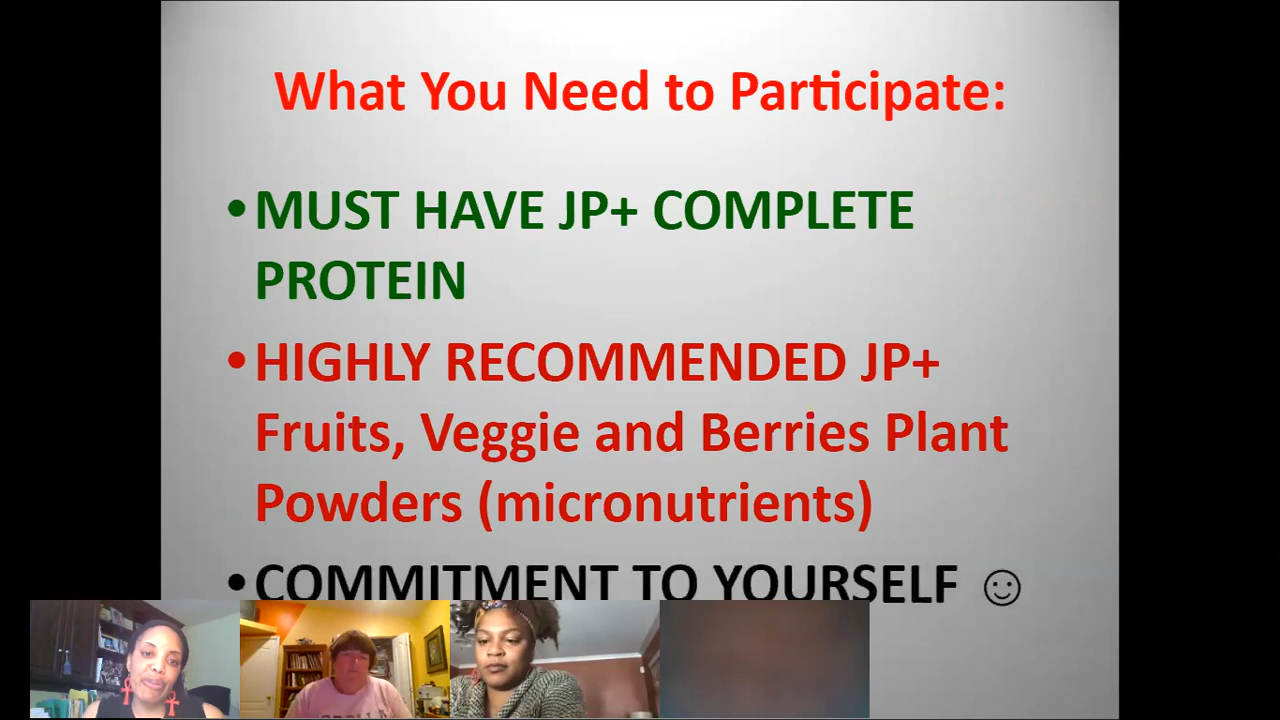 What You Need to Participate:
• MUST HAVE JP+ COMPLETE
PROTEIN
• HIGHLY RECOMMENDED JP+
Fruits, Veggie and Berries Plant
Powders (micronutrients)
• COMMITMENT TO YOURSELF ☺